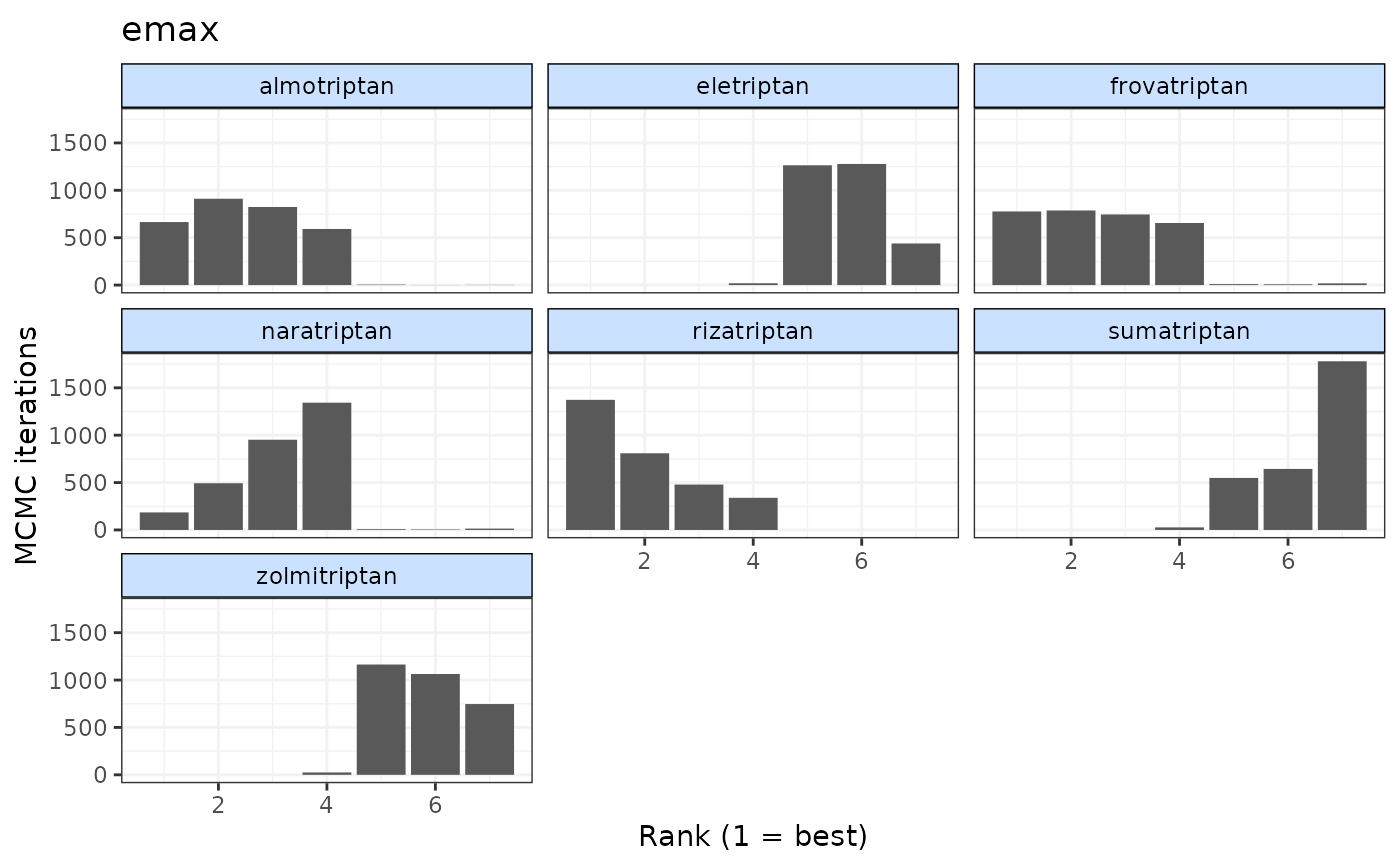 emax
almotriptan eletriptan frovatriptan
1500
1000
500
0
naratriptan rizatriptan sumatriptan
1500
1000
500
0
2 4 6 2 4 6
zolmitriptan
1500
1000
500
0
2 4 6
MCMC iterations
Rank (1 = best)